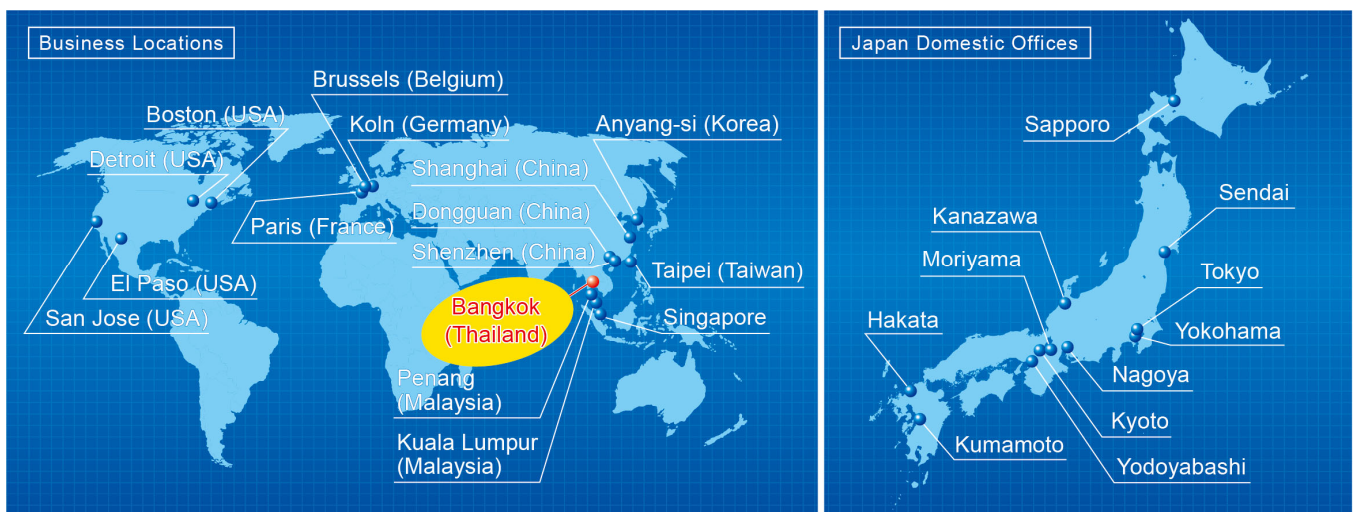 Business Locations
Brussels (Belgium)
Boston (USA)
Koln (Germany)
Anyang-si (Korea)
Detroit (USA)
Shanghai (China)
Dongguan (China)
Paris (France)
Shenzhen (China)
Taipei (Taiwan)
El Paso (USA)
Bangkok
(Thailand)
San Jose (USA)
Singapore
Penang
(Malaysia)
Kuala Lumpur
(Malaysia)
Japan Domestic Offices
Sapporo
Sendai
Kanazawa
Moriyama
Tokyo
Hakata
Yokohama
Nagoya
Kyoto
Kumamoto
Yodoyabashi